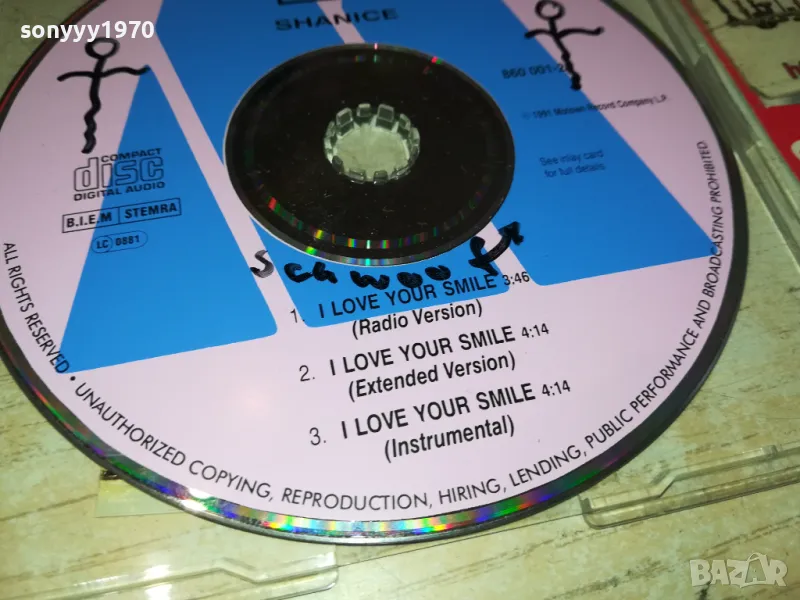 sonyyy1970
SHANICE
860 001-2
℗ 1991 Motown Record Company L.P.
See inlay card
for full details
COMPACT
disc
DIGITAL AUDIO
B.I.E.M STEMRA
LC 0881
1. I LOVE YOUR SMILE 3:46
(Radio Version)
2. I LOVE YOUR SMILE 4:14
(Extended Version)
3. I LOVE YOUR SMILE 4:14
(Instrumental)
ALL RIGHTS RESERVED • UNAUTHORIZED COPYING, REPRODUCTION, HIRING, LENDING, PUBLIC PERFORMANCE AND BROADCASTING PROHIBITED.
BAZAR